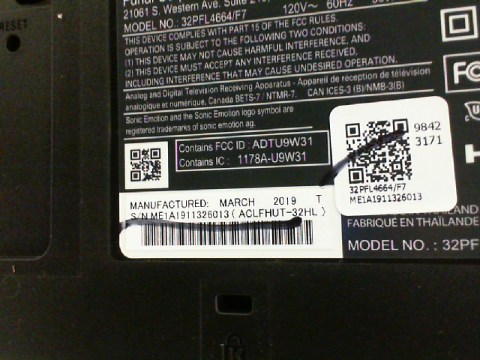 RESET
21061 S. Western Ave. Suite
MODEL NO.: 32PFL4664/F7 120V~ 60Hz
THIS DEVICE COMPLIES WITH PART 15 OF THE FCC RULES.
OPERATION IS SUBJECT TO THE FOLLOWING TWO CONDITIONS:
(1) THIS DEVICE MAY NOT CAUSE HARMFUL INTERFERENCE, AND
(2) THIS DEVICE MUST ACCEPT ANY INTERFERENCE RECEIVED,
INCLUDING INTERFERENCE THAT MAY CAUSE UNDESIRED OPERATION.
Analog and Digital Television Receiving Apparatus - Appareil de réception de télévision
analogique et numérique, Canada BETS-7 / NTMR-7. CAN ICES-3 (B)/NMB-3(B)
Sonic Emotion and the Sonic Emotion logo symbol are
registered trademarks of sonic emotion ag.
FC
Contains FCC ID : ADTU9W31
Contains IC : 1178A-U9W31
9842
3171
32PFL4664/F7
ME1A1911326013
MANUFACTURED: MARCH 2019 T
S/N ME1A1911326013 ( ACLFHUT-32HL )
FABRIQUÉ EN THAÏLANDE
MODEL NO. : 32PF